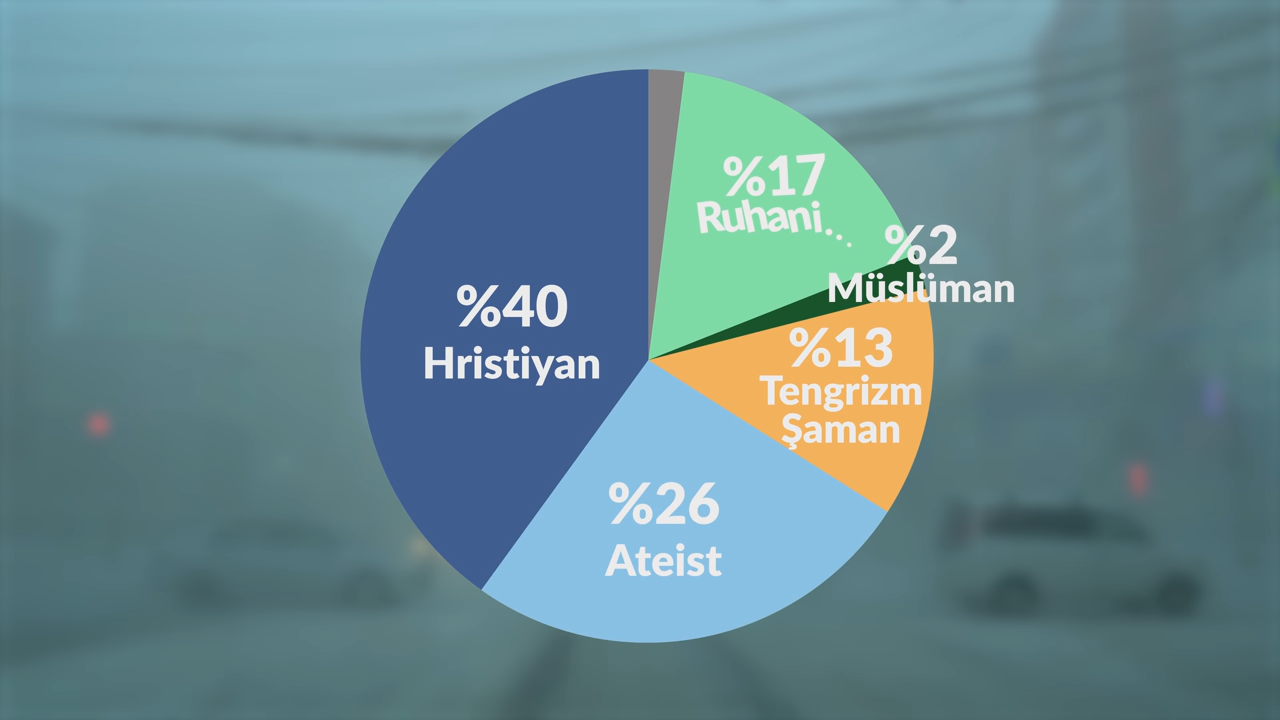 %17
Ruhani...
%2
Müslüman
%40
Hristiyan
%13
Tengrizm
Şaman
%26
Ateist